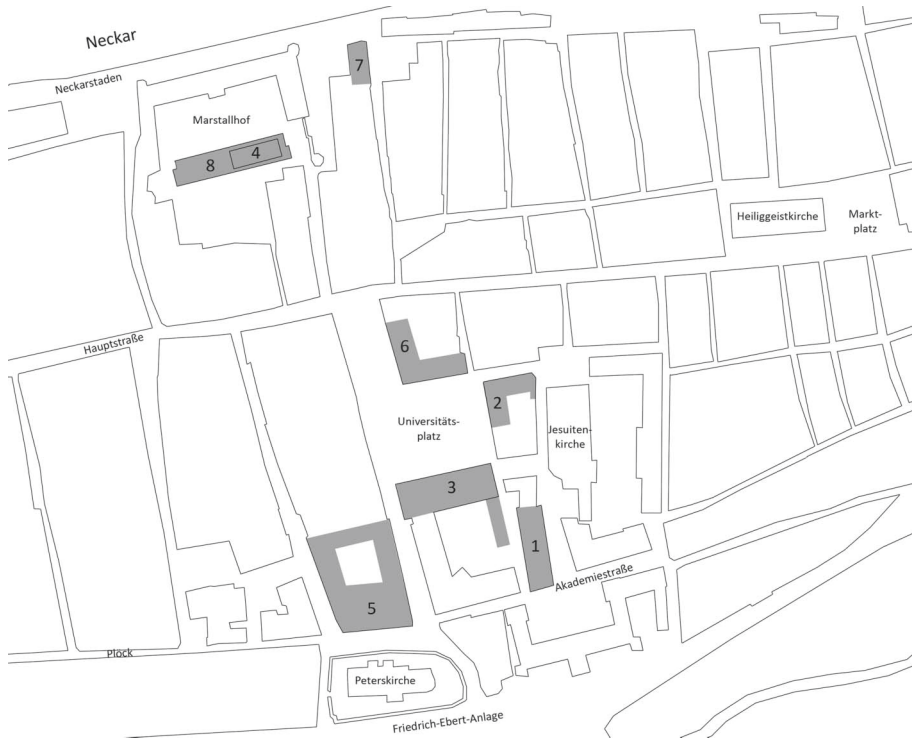 Neckar
Neckarstaden
7
Marstallhof
8
4
Heiliggeistkirche
Markt-
platz
Hauptstraße
6
2
Universitäts-
platz
Jesuiten-
kirche
3
1
Akademiestraße
5
Plöck
Peterskirche
Friedrich-Ebert-Anlage